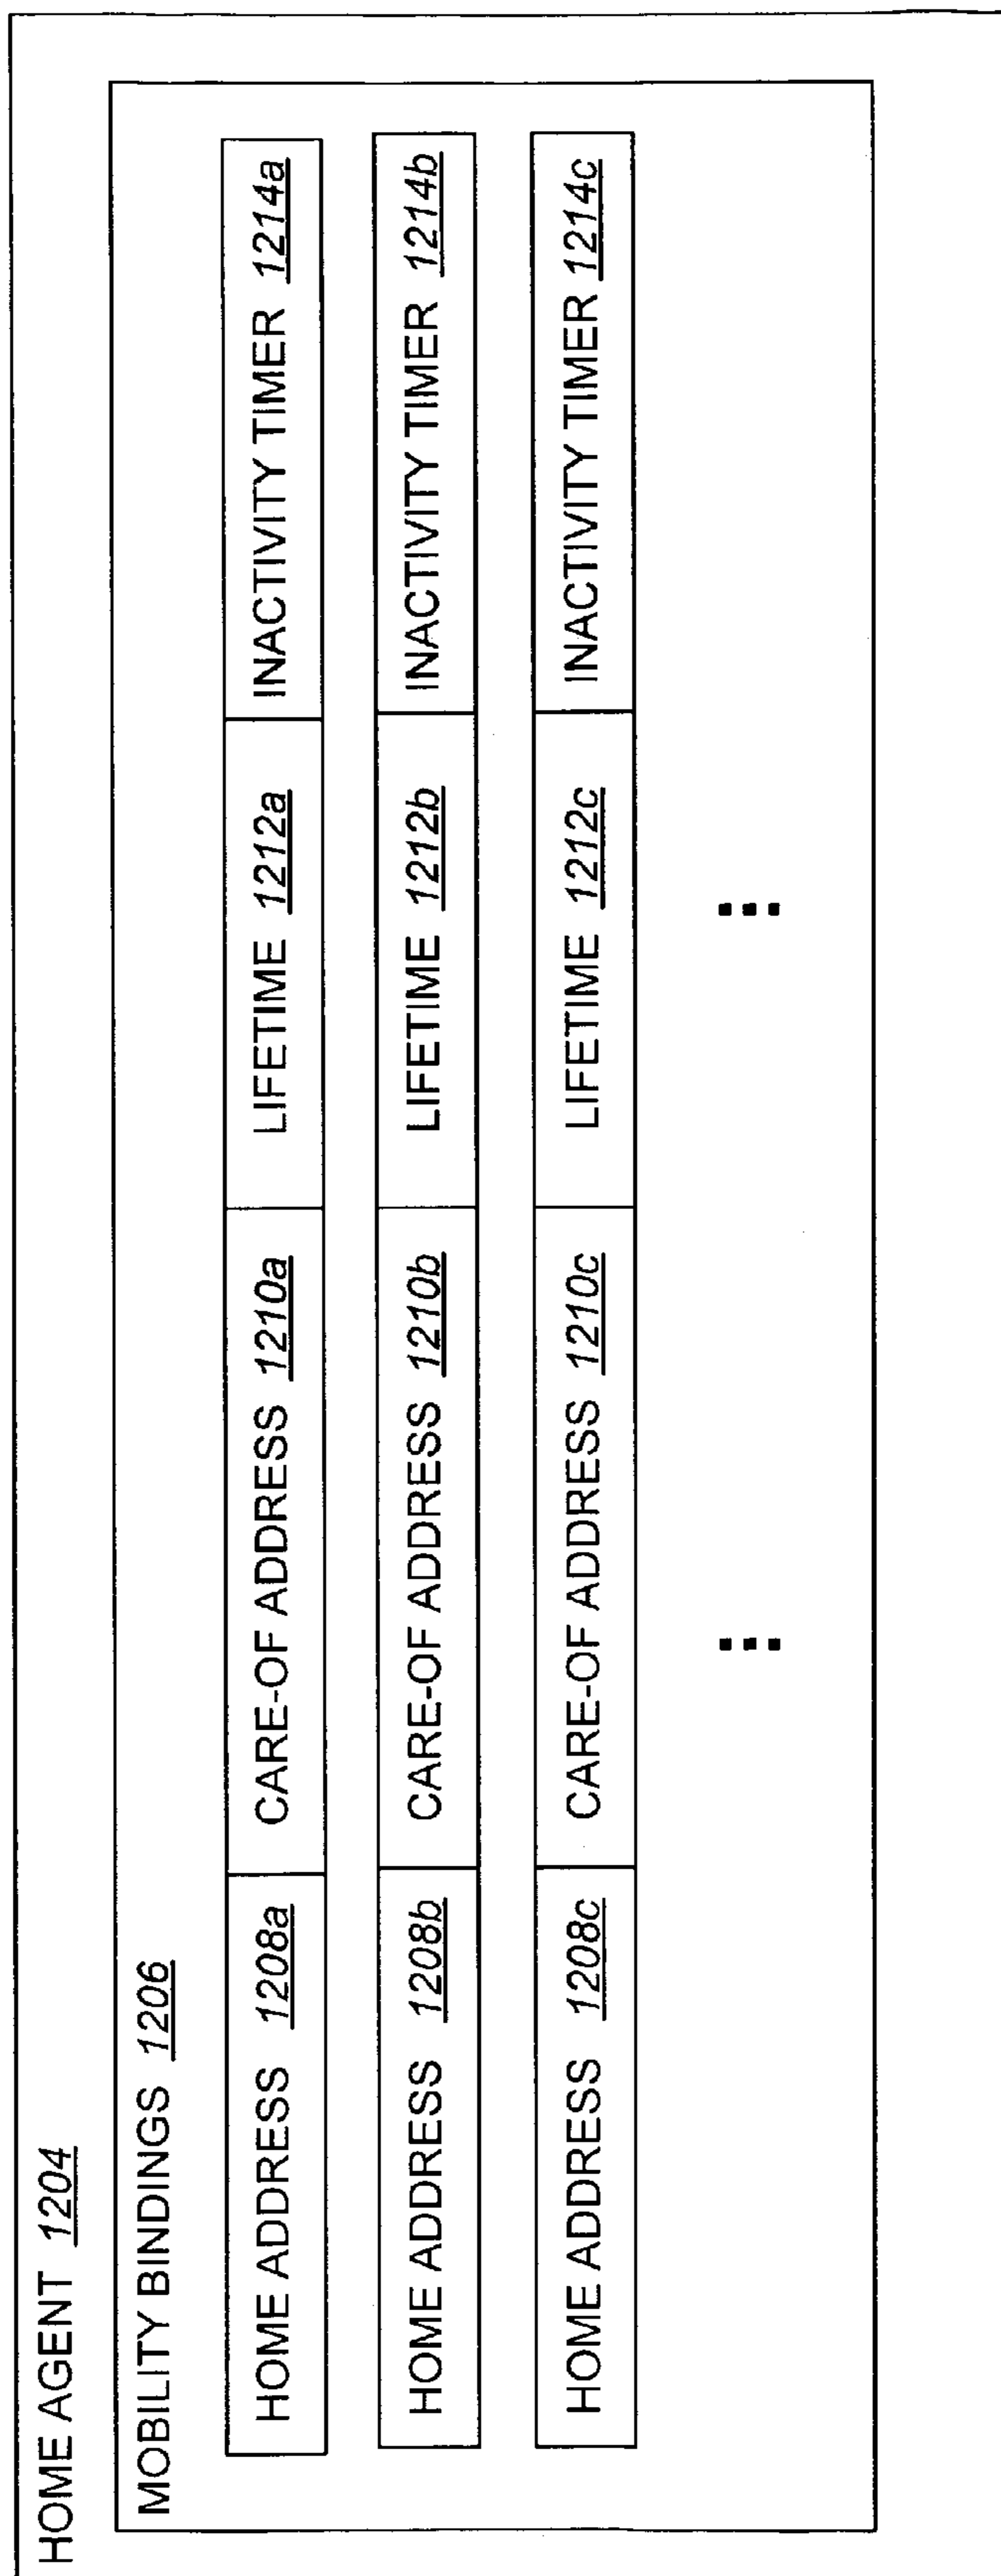 HOME AGENT 1204
MOBILITY BINDINGS 1206
HOME ADDRESS 1208a CARE-OF ADDRESS 1210a LIFETIME 1212a INACTIVITY TIMER 1214a
HOME ADDRESS 1208b CARE-OF ADDRESS 1210b LIFETIME 1212b INACTIVITY TIMER 1214b
HOME ADDRESS 1208c CARE-OF ADDRESS 1210c LIFETIME 1212c INACTIVITY TIMER 1214c